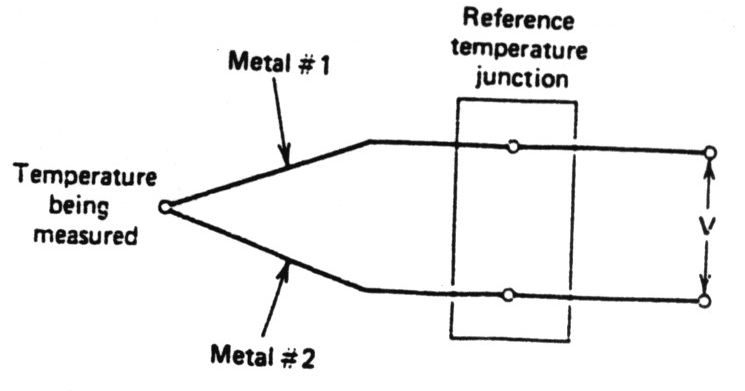 Reference
temperature
junction
Metal #1
Temperature
being
measured
V
Metal #2